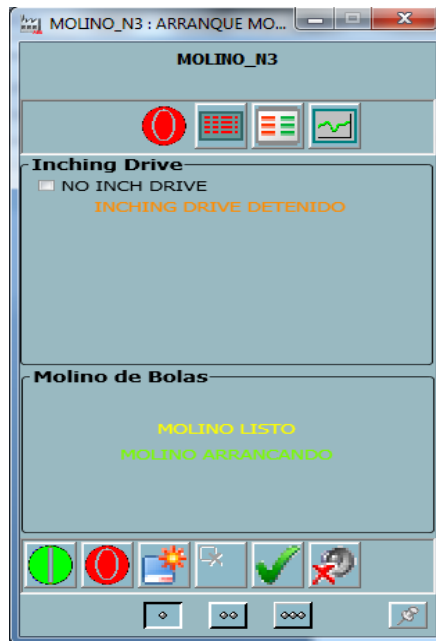 MOLINO_N3 : ARRANQUE MO...
MOLINO_N3
Inching Drive
NO INCH DRIVE
INCHING DRIVE DETENIDO
Molino de Bolas
MOLINO LISTO
MOLINO ARRANCANDO